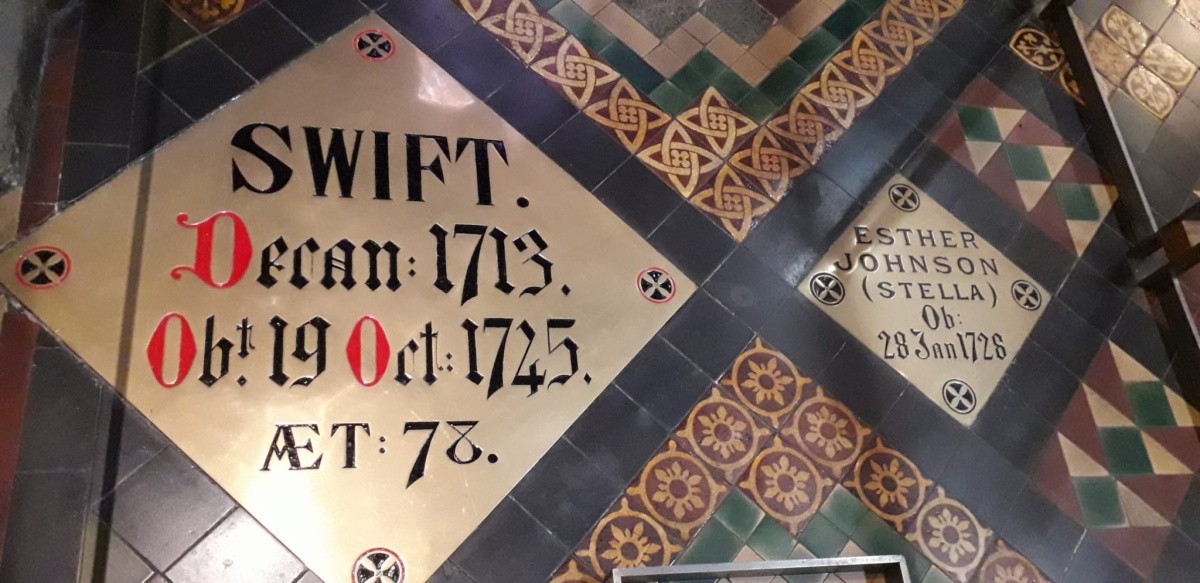 SWIFT.
Decan: 1713.
Obt. 19 Oct: 1745.
ÆT: 78.
ESTHER
JOHNSON
(STELLA)
Ob:
28 Jan 1728